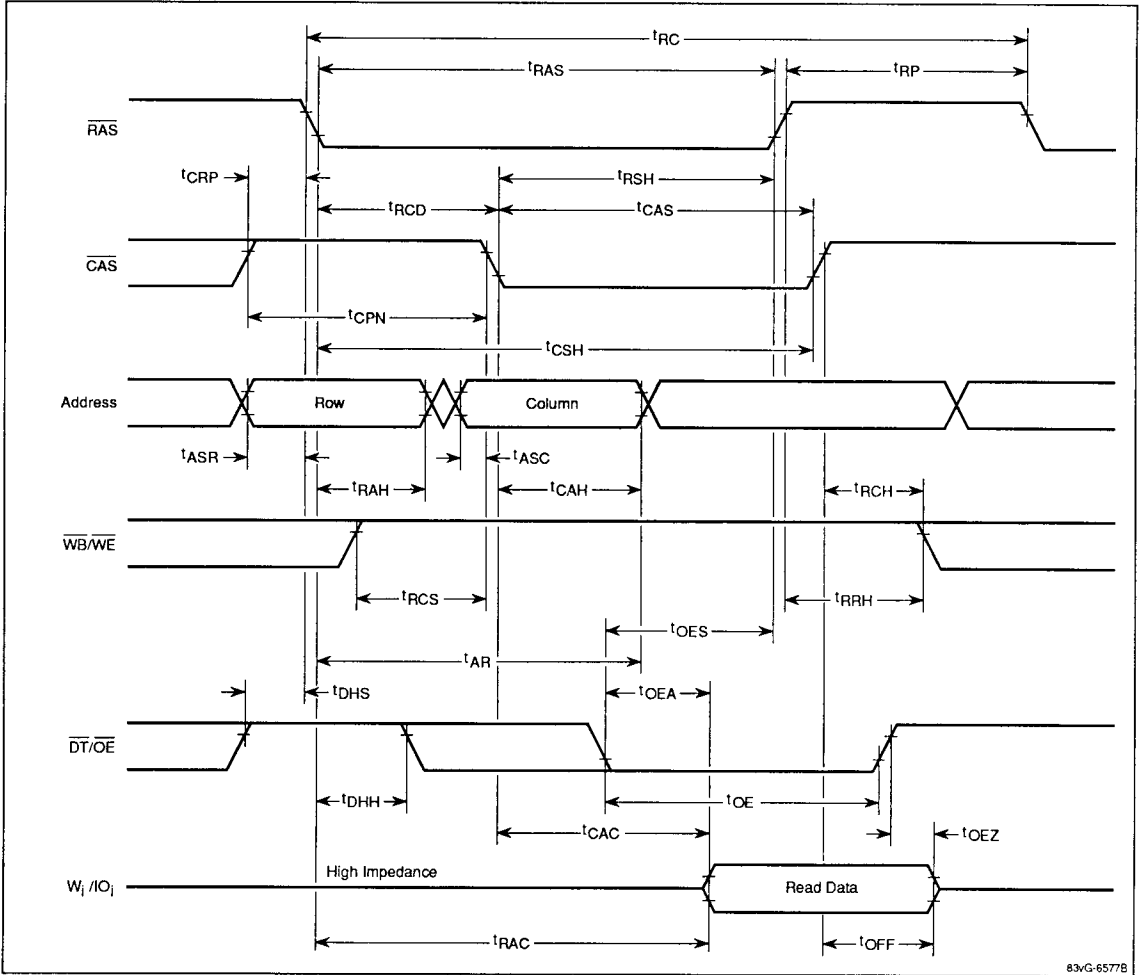 tRC
tRAS
tRP
RAS
tCRP
tRSH
tRCD
tCAS
CAS
tCPN
tCSH
Address
Row
Column
tASR
tASC
tRAH
tCAH
tRCH
WB/WE
tRCS
tRRH
tOES
tAR
tDHS
tOEA
DT/OE
tDHH
tOE
tCAC
tOEZ
High Impedance
Wj /IOj
Read Data
tRAC
tOFF
83vG-6577B